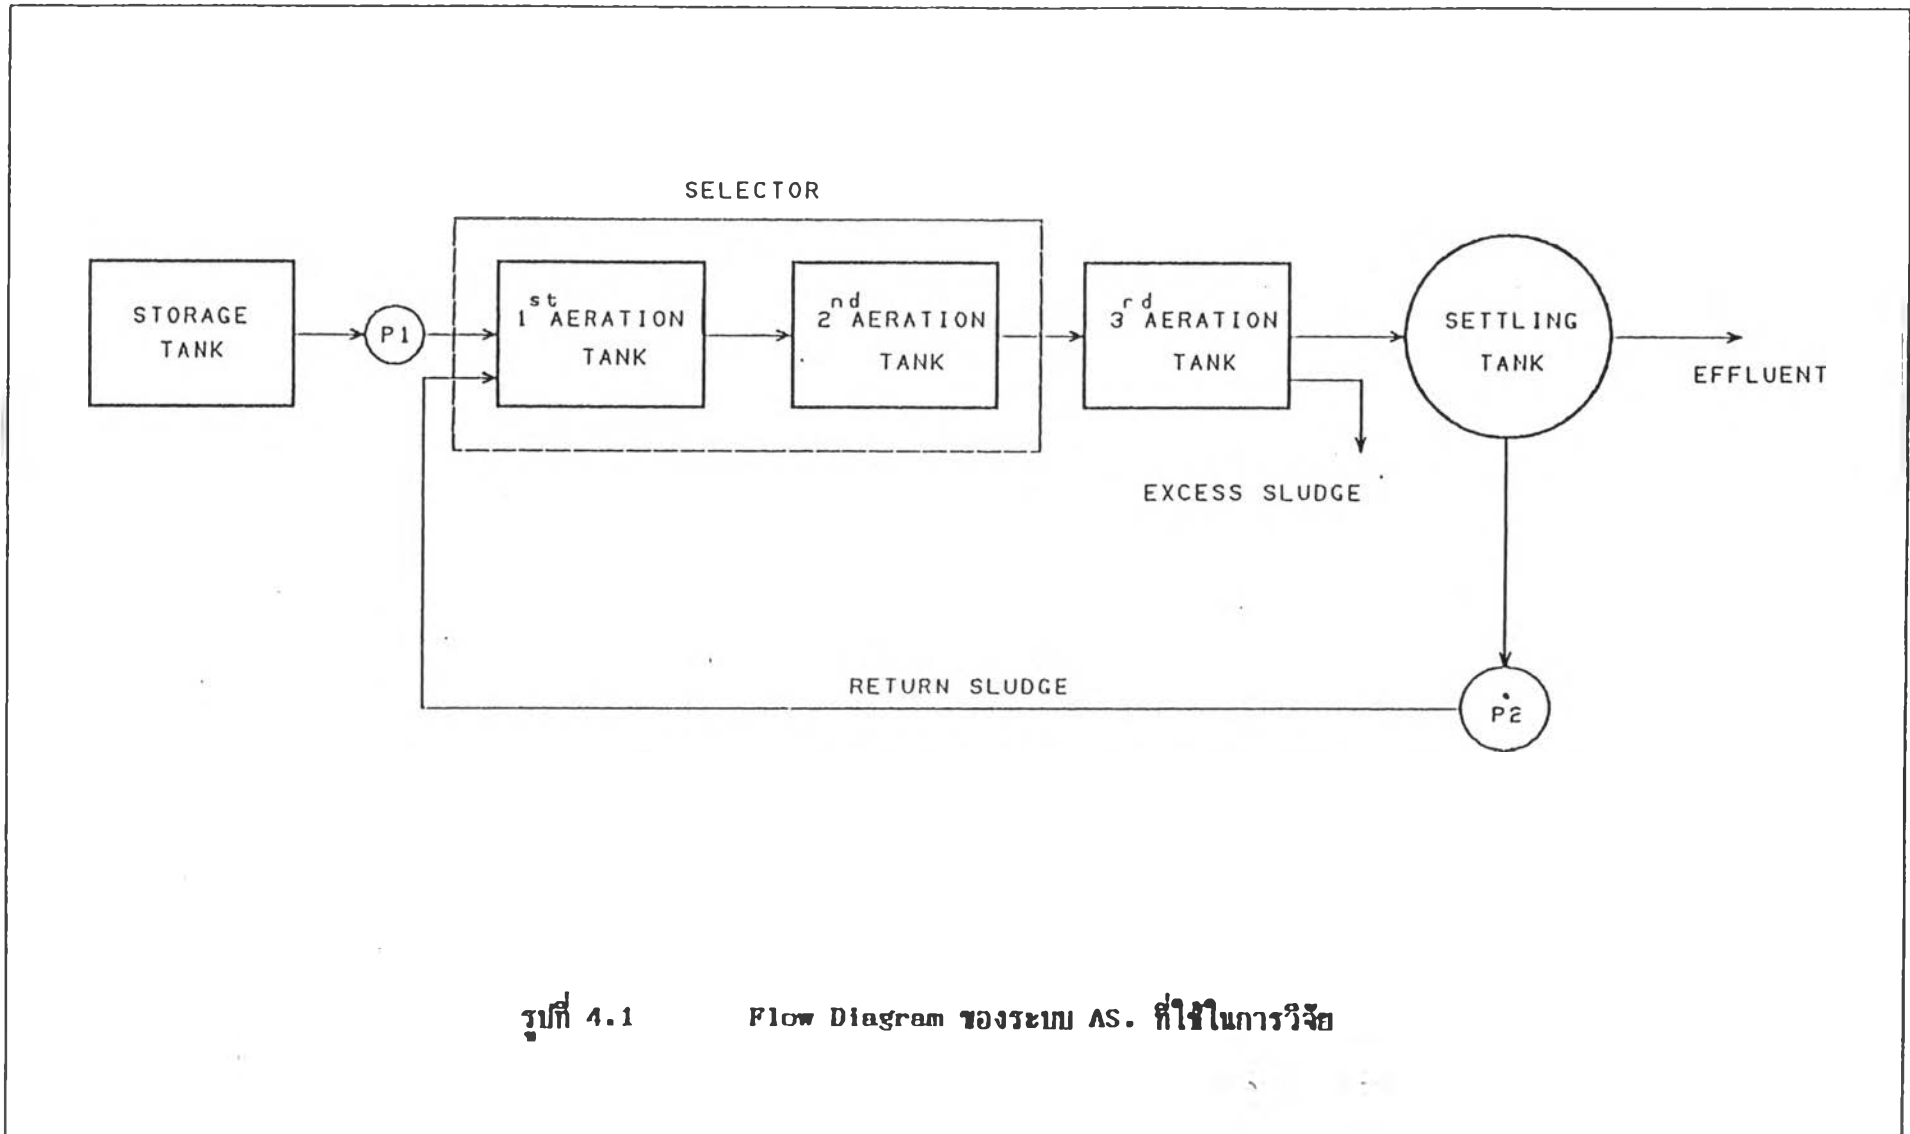 SELECTOR
STORAGE
TANK
P1
1st AERATION
TANK
2nd AERATION
TANK
3rd AERATION
TANK
SETTLING
TANK
EFFLUENT
EXCESS SLUDGE
RETURN SLUDGE
P2
รูปที่ 4.1 Flow Diagram ของระบบ AS. ที่ใช้ในการวิจัย